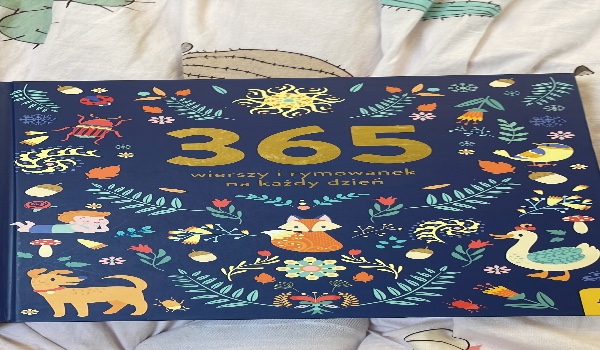 365
wierszy i rymowanek
na każdy dzień